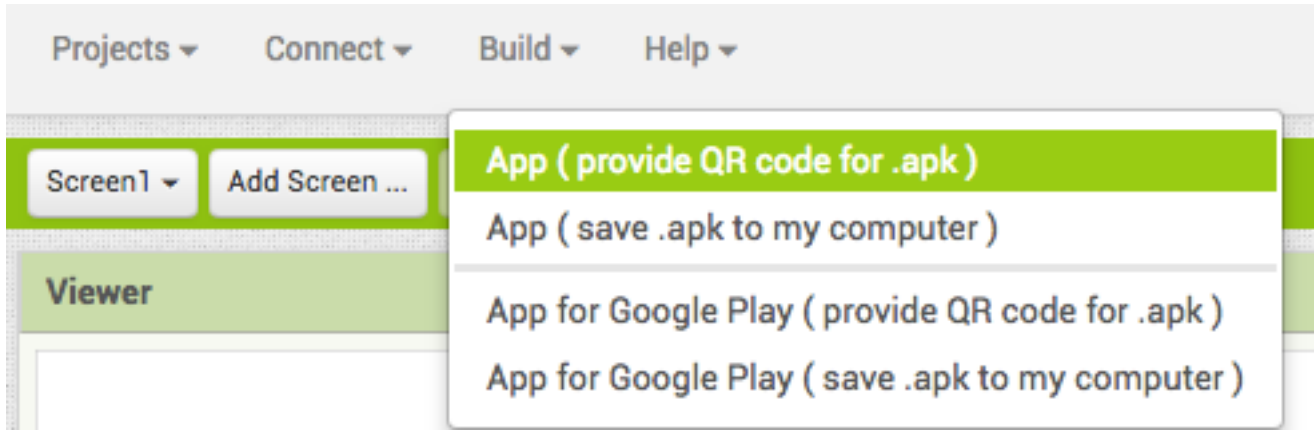 Projects Connect Build Help
App ( provide QR code for .apk )
Screen1 Add Screen ...
App ( save .apk to my computer )
Viewer
App for Google Play ( provide QR code for .apk )
App for Google Play ( save .apk to my computer )